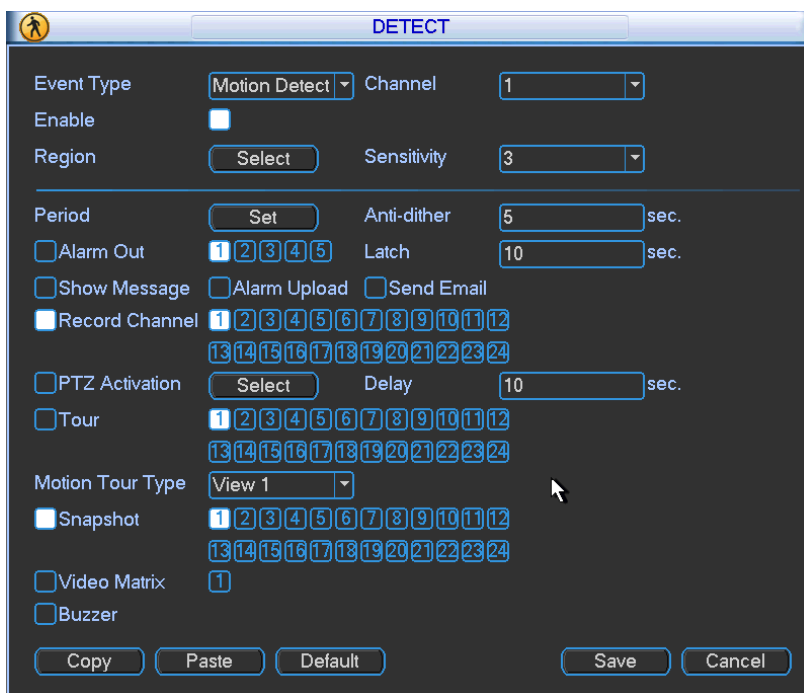 DETECT
Event Type Motion Detect Channel 1
Enable
Region Select Sensitivity 3
Period Set Anti-dither 5 sec.
Alarm Out 1 2 3 4 5 Latch 10 sec.
Show Message Alarm Upload Send Email
Record Channel 1 2 3 4 5 6 7 8 9 10 11 12
13 14 15 16 17 18 19 20 21 22 23 24
PTZ Activation Select Delay 10 sec.
Tour 1 2 3 4 5 6 7 8 9 10 11 12
13 14 15 16 17 18 19 20 21 22 23 24
Motion Tour Type View 1
Snapshot 1 2 3 4 5 6 7 8 9 10 11 12
13 14 15 16 17 18 19 20 21 22 23 24
Video Matrix 1
Buzzer
Copy Paste Default Save Cancel